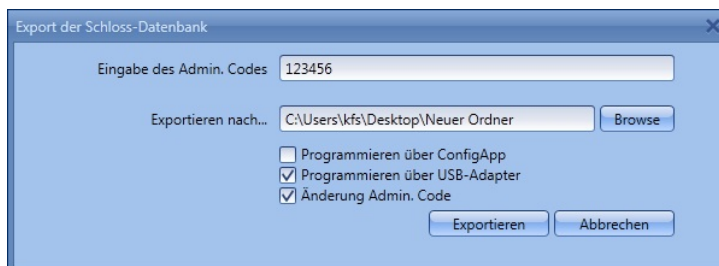 Export der Schloss-Datenbank
Eingabe des Admin. Codes 123456
Exportieren nach... C:\Users\kfs\Desktop\Neuer Ordner Browse
Programmieren über ConfigApp
Programmieren über USB-Adapter
Änderung Admin. Code
Exportieren Abbrechen